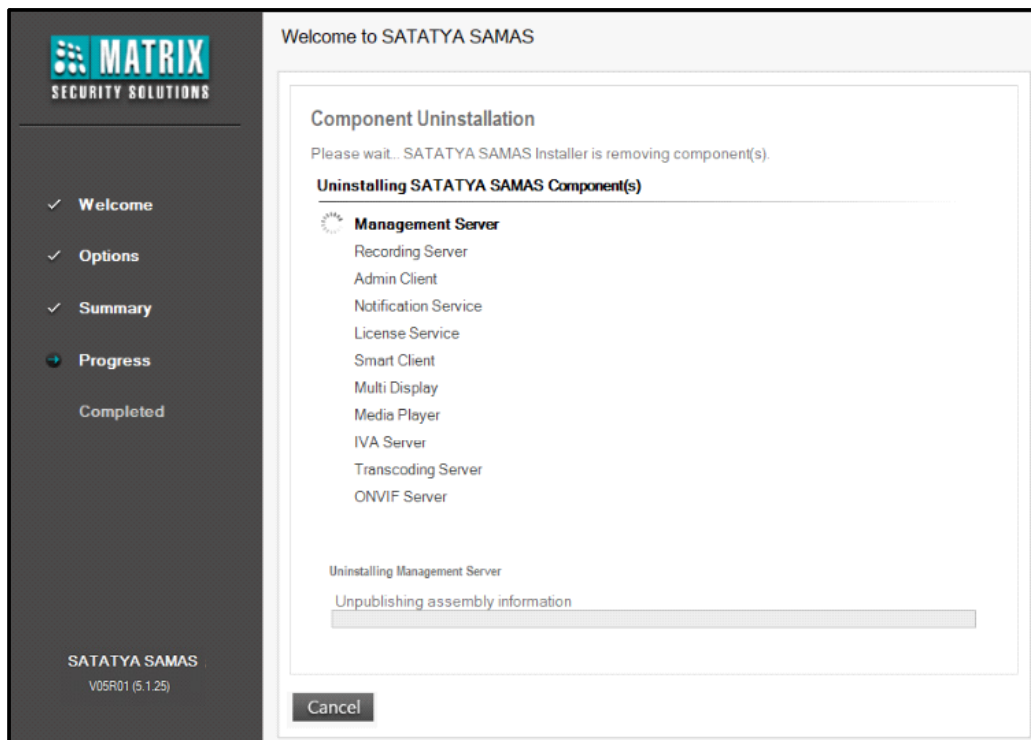 MATRIX
SECURITY SOLUTIONS
Welcome
Options
Summary
Progress
Completed
SATATYA SAMAS
V05R01 (5.1.25)
Welcome to SATATYA SAMAS
Component Uninstallation
Please wait... SATATYA SAMAS Installer is removing component(s).
Uninstalling SATATYA SAMAS Component(s)
Management Server
Recording Server
Admin Client
Notification Service
License Service
Smart Client
Multi Display
Media Player
IVA Server
Transcoding Server
ONVIF Server
Uninstalling Management Server
Unpublishing assembly information
Cancel